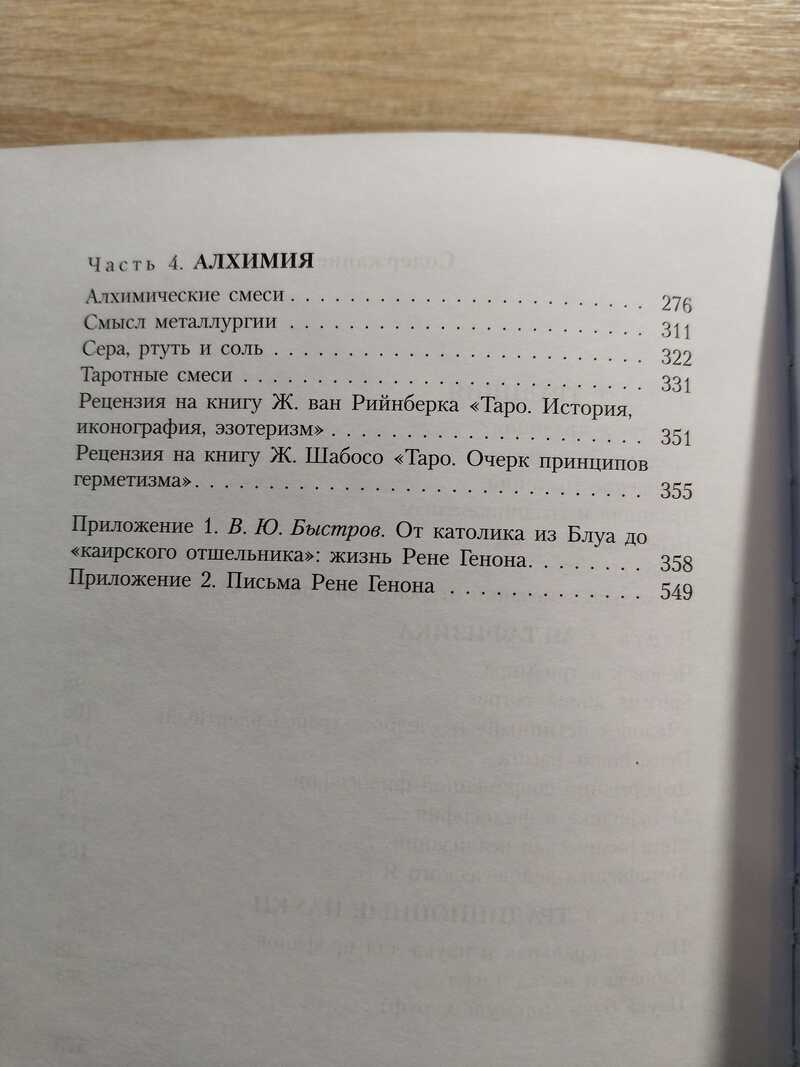 Часть 4. АЛХИМИЯ
Алхимические смеси . . . . . . . . . . . . . . . . . . . . . . . . . 276
Смысл металлургии . . . . . . . . . . . . . . . . . . . . . . . . . 311
Сера, ртуть и соль . . . . . . . . . . . . . . . . . . . . . . . . . . 322
Таротные смеси . . . . . . . . . . . . . . . . . . . . . . . . . . . . 331
Рецензия на книгу Ж. ван Рийнберка «Таро. История,
иконография, эзотеризм» . . . . . . . . . . . . . . . . . . . . . . 351
Рецензия на книгу Ж. Шабосо «Таро. Очерк принципов
герметизма». . . . . . . . . . . . . . . . . . . . . . . . . . . . . . . 355
Приложение 1. В. Ю. Быстров. От католика из Блуа до
«каирского отшельника»: жизнь Рене Генона. . . . . . . . 358
Приложение 2. Письма Рене Генона . . . . . . . . . . . . . 549